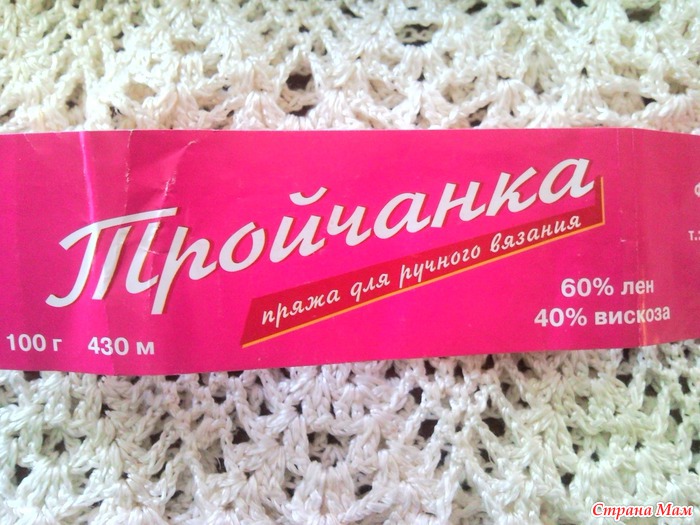 Тройчанка
пряжа для ручного вязания
60% лен
40% вискоза
100 г 430 м
Страна Мам